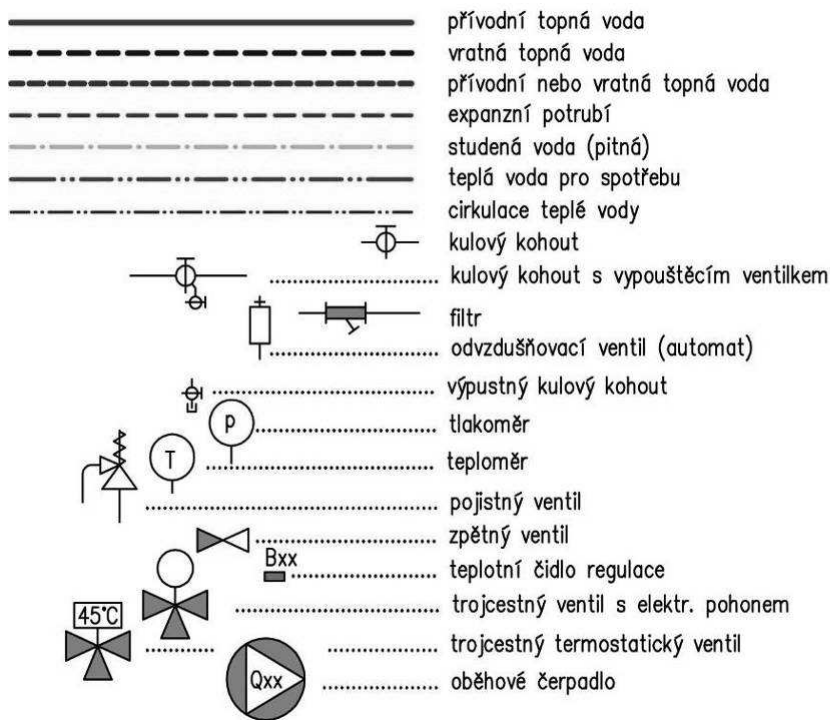 přívodní topná voda
vratná topná voda
přívodní nebo vratná topná voda
expanzní potrubí
studená voda (pitná)
teplá voda pro spotřebu
cirkulace teplé vody
kulový kohout
kulový kohout s vypouštěcím ventilkem
filtr
odvzdušňovací ventil (automat)
výpustný kulový kohout
P tlakoměr
T teploměr
pojistný ventil
zpětný ventil
Bxx teplotní čidlo regulace
trojcestný ventil s elektr. pohonem
45°C trojcestný termostatický ventil
Qxx oběhové čerpadlo